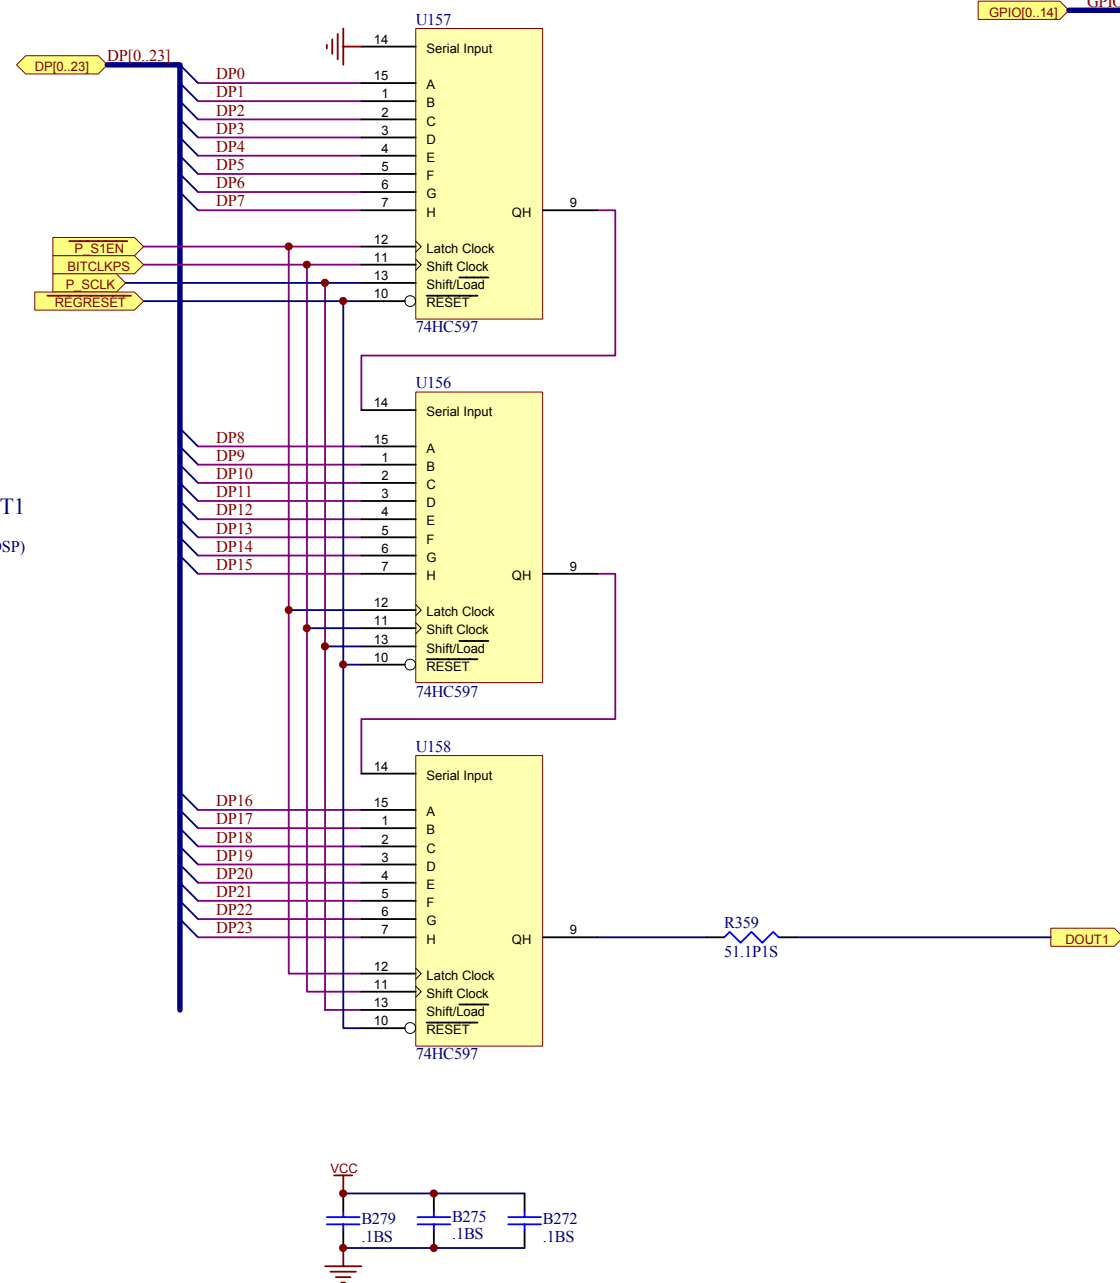 GPIO[0..14]
U157
14 Serial Input
DP[0..23] DP[0..23]
DP0 15 A
DP1 1 B
DP2 2 C
DP3 3 D
DP4 4 E
DP5 5 F
DP6 6 G
DP7 7 H QH 9
P_S1EN 12 Latch Clock
BITCLKPS 11 Shift Clock
P_SCLK 13 Shift/Load
REGRESET 10 RESET
74HC597
U156
14 Serial Input
DP8 15 A
DP9 1 B
DP10 2 C
DP11 3 D
DP12 4 E
DP13 5 F
DP14 6 G
DP15 7 H QH 9
T1
SP)
12 Latch Clock
11 Shift Clock
13 Shift/Load
10 RESET
74HC597
U158
14 Serial Input
DP16 15 A
DP17 1 B
DP18 2 C
DP19 3 D
DP20 4 E
DP21 5 F
DP22 6 G
DP23 7 H QH 9
R359
51.1P1S
DOUT1
12 Latch Clock
11 Shift Clock
13 Shift/Load
10 RESET
74HC597
VCC
B279 B275 B272
.1BS .1BS .1BS